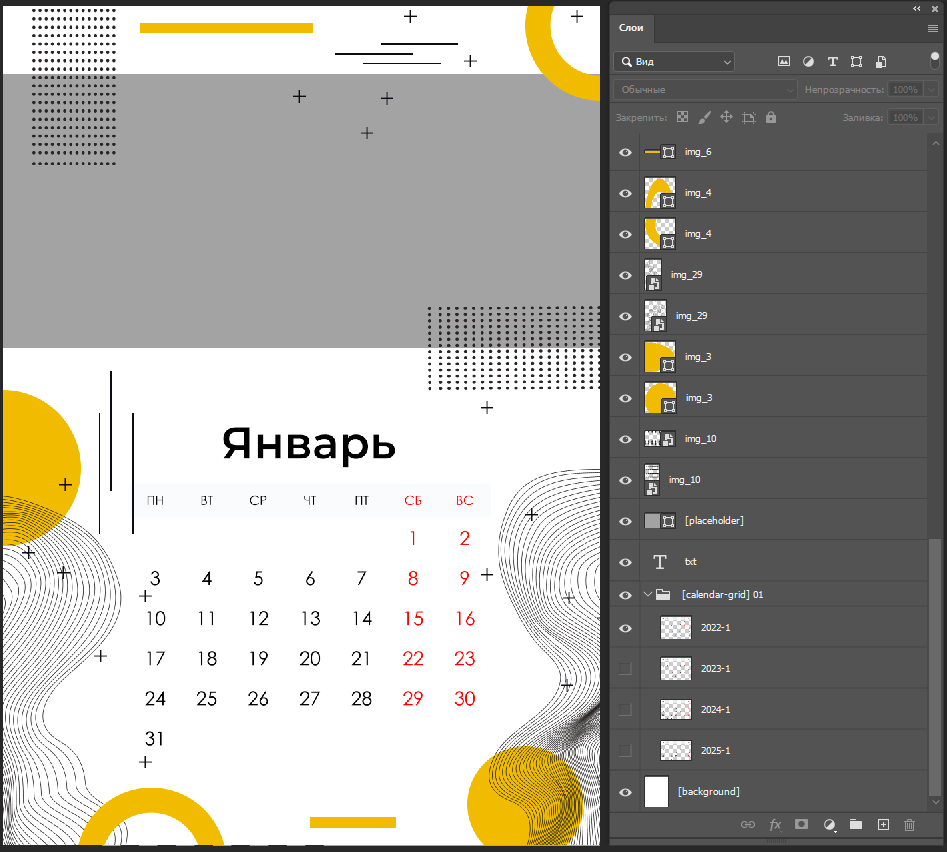 Слои
Вид
Обычные
Непрозрачность: 100%
Закрепить:
Заливка: 100%
img_6
img_4
img_4
img_29
img_29
img_3
img_3
img_10
img_10
[placeholder]
txt
[calendar-grid] 01
2022-1
2023-1
2024-1
2025-1
[background]
fx
Январь
ПН ВТ СР ЧТ ПТ СБ ВС
1 2
3 4 5 6 7 8 9
10 11 12 13 14 15 16
17 18 19 20 21 22 23
24 25 26 27 28 29 30
31